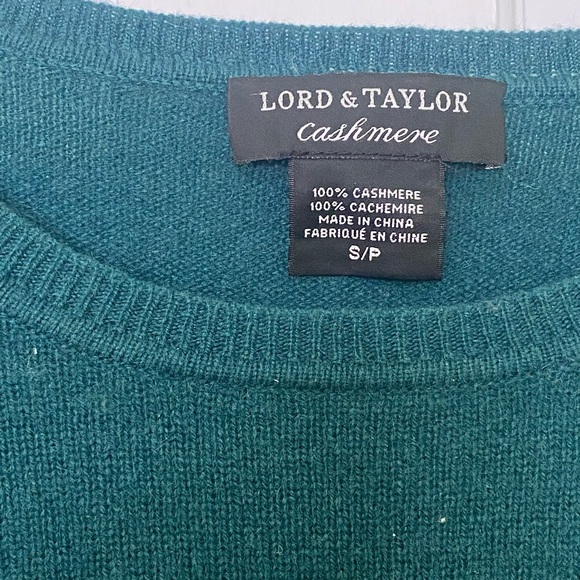 LORD & TAYLOR
cashmere
100% CASHMERE
100% CACHEMIRE
MADE IN CHINA
FABRIQUÉ EN CHINE
S/P